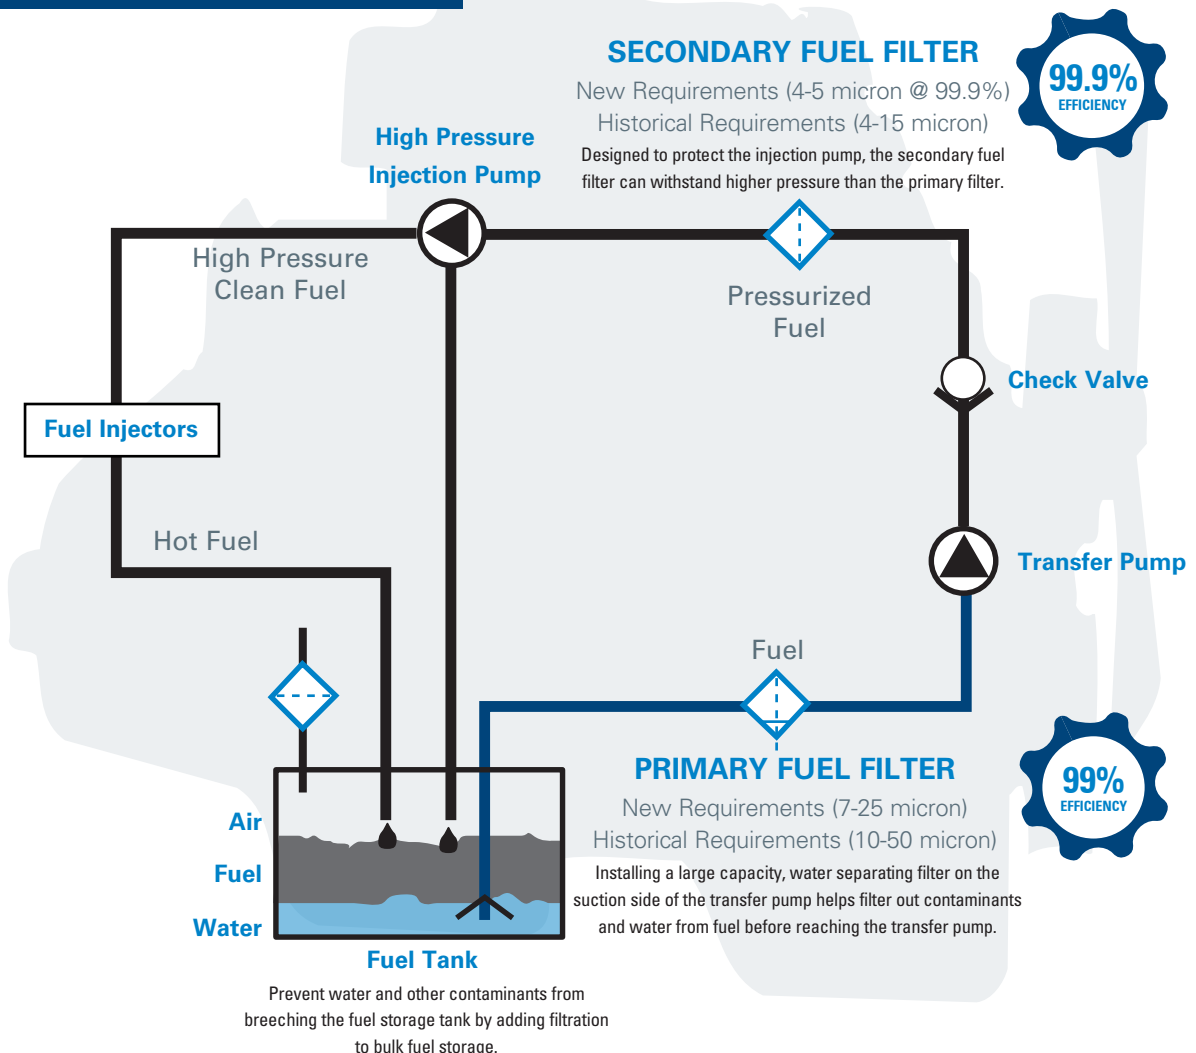 SECONDARY FUEL FILTER
New Requirements (4-5 micron @ 99.9%)
Historical Requirements (4-15 micron)
Designed to protect the injection pump, the secondary fuel
filter can withstand higher pressure than the primary filter.
99.9%
EFFICIENCY
High Pressure
Injection Pump
High Pressure
Clean Fuel
Pressurized
Fuel
Check Valve
Fuel Injectors
Hot Fuel
Transfer Pump
Fuel
PRIMARY FUEL FILTER
New Requirements (7-25 micron)
Historical Requirements (10-50 micron)
Installing a large capacity, water separating filter on the
suction side of the transfer pump helps filter out contaminants
and water from fuel before reaching the transfer pump.
99%
EFFICIENCY
Air
Fuel
Water
Fuel Tank
Prevent water and other contaminants from
breeching the fuel storage tank by adding filtration
to bulk fuel storage.